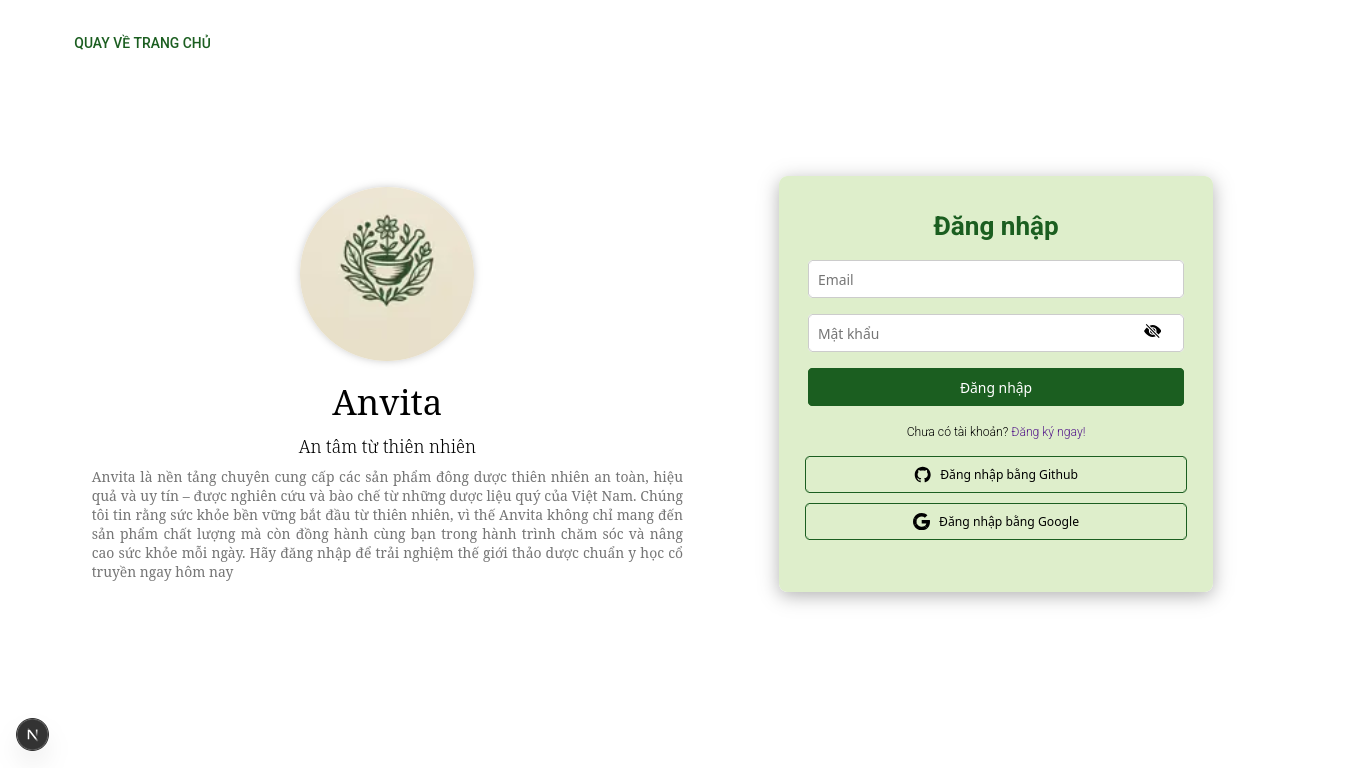 QUAY VỀ TRANG CHỦ
Anvita
An tâm từ thiên nhiên
Anvita là nền tảng chuyên cung cấp các sản phẩm đông dược thiên nhiên an toàn, hiệu
quả và uy tín – được nghiên cứu và bào chế từ những dược liệu quý của Việt Nam. Chúng
tôi tin rằng sức khỏe bền vững bắt đầu từ thiên nhiên, vì thế Anvita không chỉ mang đến
sản phẩm chất lượng mà còn đồng hành cùng bạn trong hành trình chăm sóc và nâng
cao sức khỏe mỗi ngày. Hãy đăng nhập để trải nghiệm thế giới thảo dược chuẩn y học cổ
truyền ngay hôm nay
Đăng nhập
Email
Mật khẩu
Đăng nhập
Chưa có tài khoản? Đăng ký ngay!
Đăng nhập bằng Github
Đăng nhập bằng Google
N